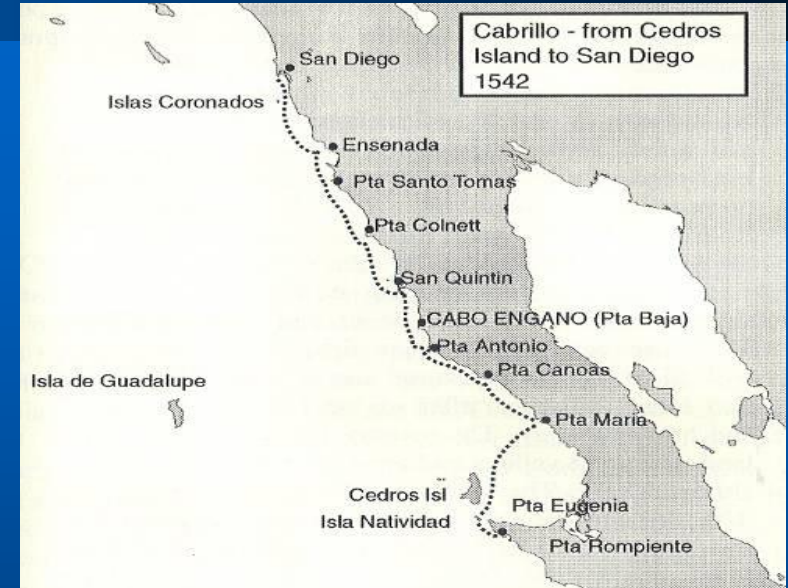 Cabrillo - from Cedros
Island to San Diego
1542
San Diego
Islas Coronados
Ensenada
Pta Santo Tomas
Pta Colnett
San Quintin
CABO ENGANO (Pta Baja)
Pta Antonio
Pta Canoas
Isla de Guadalupe
Pta Maria
Cedros Isl
Pta Eugenia
Isla Natividad
Pta Rompiente